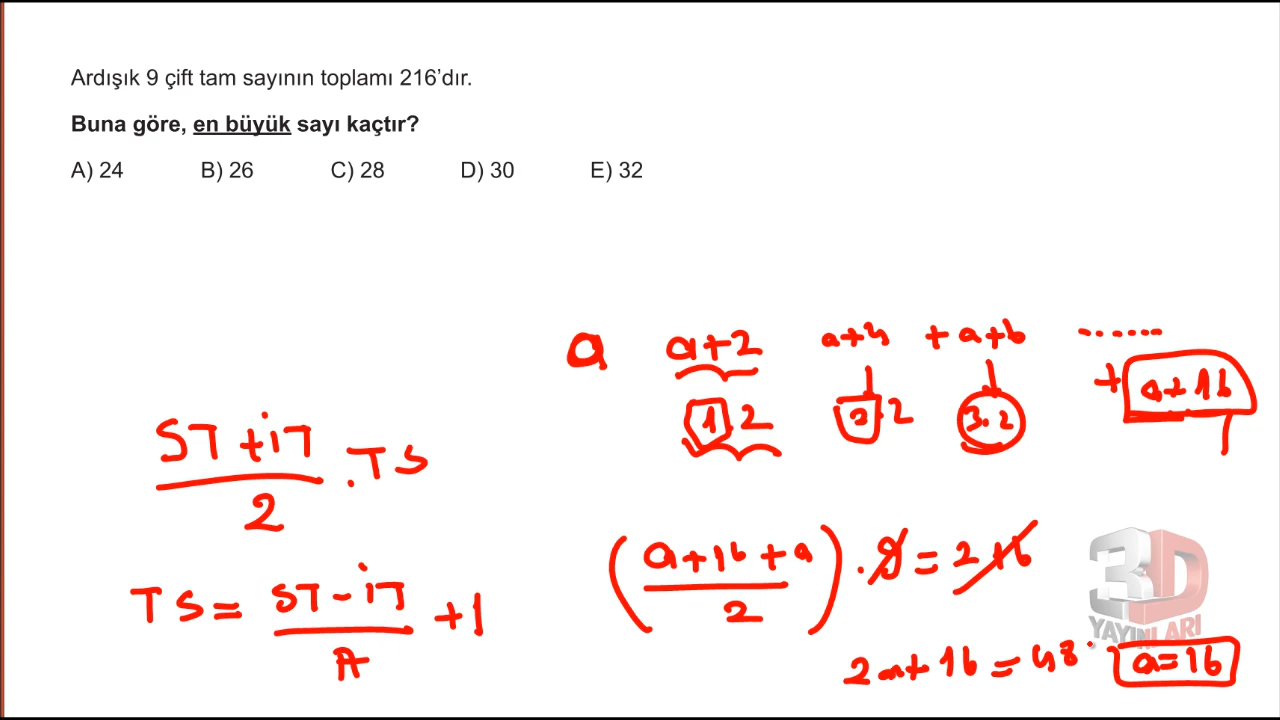 Ardışık 9 çift tam sayının toplamı 216’dır.
Buna göre, en büyük sayı kaçtır?
A) 24 B) 26 C) 28 D) 30 E) 32
a a+2 a+4 + a+6 .......
+ a+16
1.2 2.2 3.2
ST+İT
2
.TS
(a+16+a) . 9 = 216
2
TS= ST-İT +1
A
2a+16=48 a=16
3D
YAYINLARI